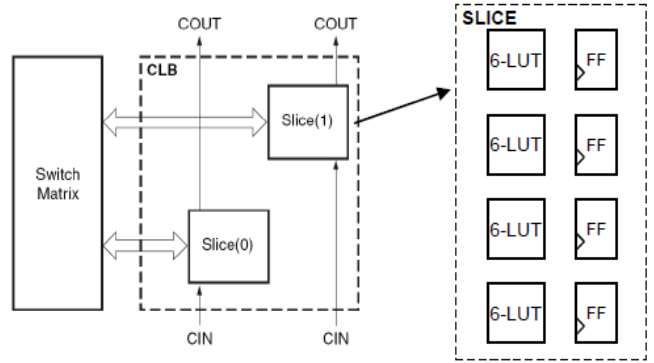 COUT
COUT
CLB
Switch
Matrix
Slice(1)
Slice(0)
CIN
CIN
SLICE
6-LUT
FF
6-LUT
FF
6-LUT
FF
6-LUT
FF